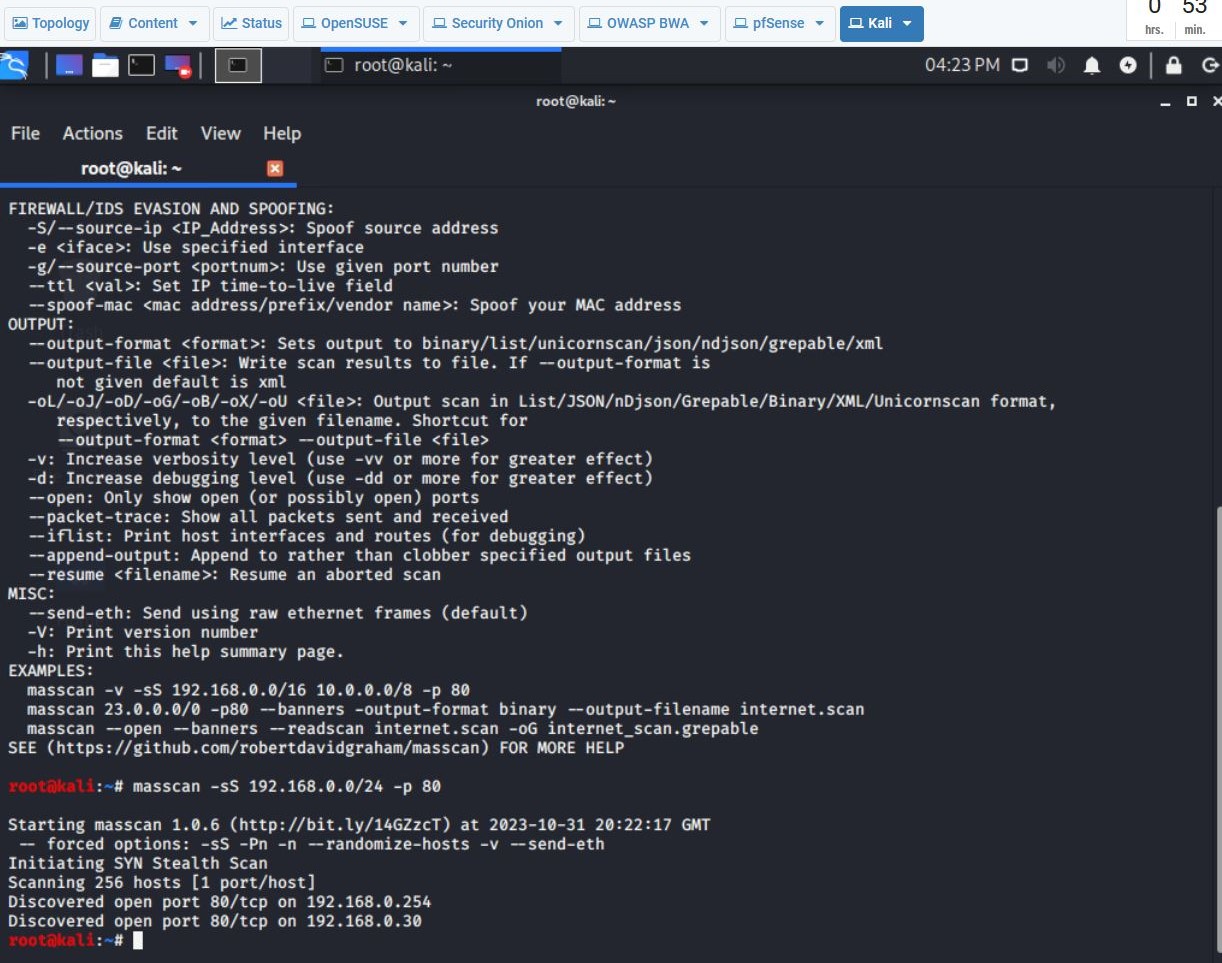 Topology Content Status OpenSUSE Security Onion OWASP BWA pfSense Kali 0 53
hrs. min.
root@kali: ~ 04:23 PM
root@kali: ~
File Actions Edit View Help
root@kali: ~
FIREWALL/IDS EVASION AND SPOOFING:
-S/--source-ip <IP_Address>: Spoof source address
-e <iface>: Use specified interface
-g/--source-port <portnum>: Use given port number
--ttl <val>: Set IP time-to-live field
--spoof-mac <mac address/prefix/vendor name>: Spoof your MAC address
OUTPUT:
--output-format <format>: Sets output to binary/list/unicornscan/json/ndjson/grepable/xml
--output-file <file>: Write scan results to file. If --output-format is
not given default is xml
-oL/-oJ/-oD/-oG/-oB/-oX/-oU <file>: Output scan in List/JSON/nDjson/Grepable/Binary/XML/Unicornscan format,
respectively, to the given filename. Shortcut for
--output-format <format> --output-file <file>
-v: Increase verbosity level (use -vv or more for greater effect)
-d: Increase debugging level (use -dd or more for greater effect)
--open: Only show open (or possibly open) ports
--packet-trace: Show all packets sent and received
--iflist: Print host interfaces and routes (for debugging)
--append-output: Append to rather than clobber specified output files
--resume <filename>: Resume an aborted scan
MISC:
--send-eth: Send using raw ethernet frames (default)
-V: Print version number
-h: Print this help summary page.
EXAMPLES:
masscan -v -sS 192.168.0.0/16 10.0.0.0/8 -p 80
masscan 23.0.0.0/0 -p80 --banners -output-format binary --output-filename internet.scan
masscan --open --banners --readscan internet.scan -oG internet_scan.grepable
SEE (https://github.com/robertdavidgraham/masscan) FOR MORE HELP
root@kali:~# masscan -sS 192.168.0.0/24 -p 80
Starting masscan 1.0.6 (http://bit.ly/14GZzcT) at 2023-10-31 20:22:17 GMT
-- forced options: -sS -Pn -n --randomize-hosts -v --send-eth
Initiating SYN Stealth Scan
Scanning 256 hosts [1 port/host]
Discovered open port 80/tcp on 192.168.0.254
Discovered open port 80/tcp on 192.168.0.30
root@kali:~#